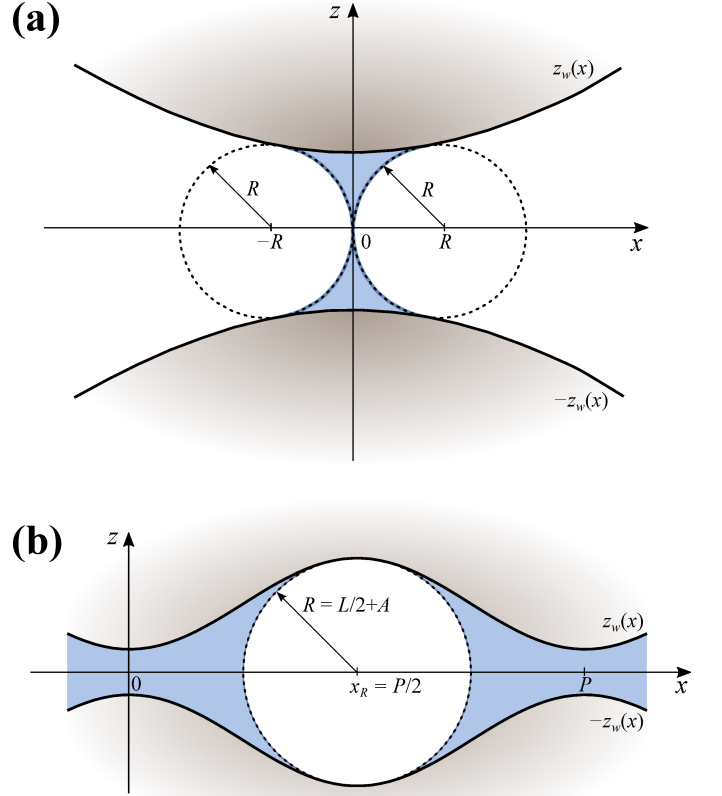 (a)
z
z_w(x)
R
R
−R
0
R
x
−z_w(x)
(b)
z
R = L/2+A
z_w(x)
0
x_R = P/2
P
x
−z_w(x)